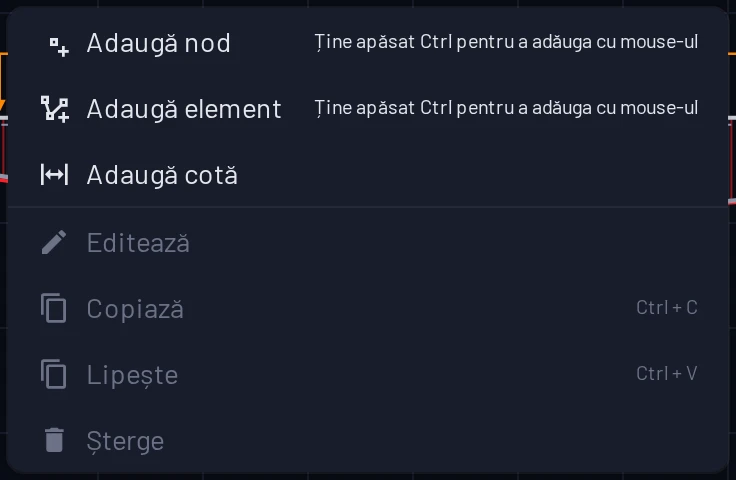 Adaugă nod Ține apăsat Ctrl pentru a adăuga cu mouse-ul
Adaugă element Ține apăsat Ctrl pentru a adăuga cu mouse-ul
Adaugă cotă
Editează
Copiază Ctrl + C
Lipește Ctrl + V
Șterge